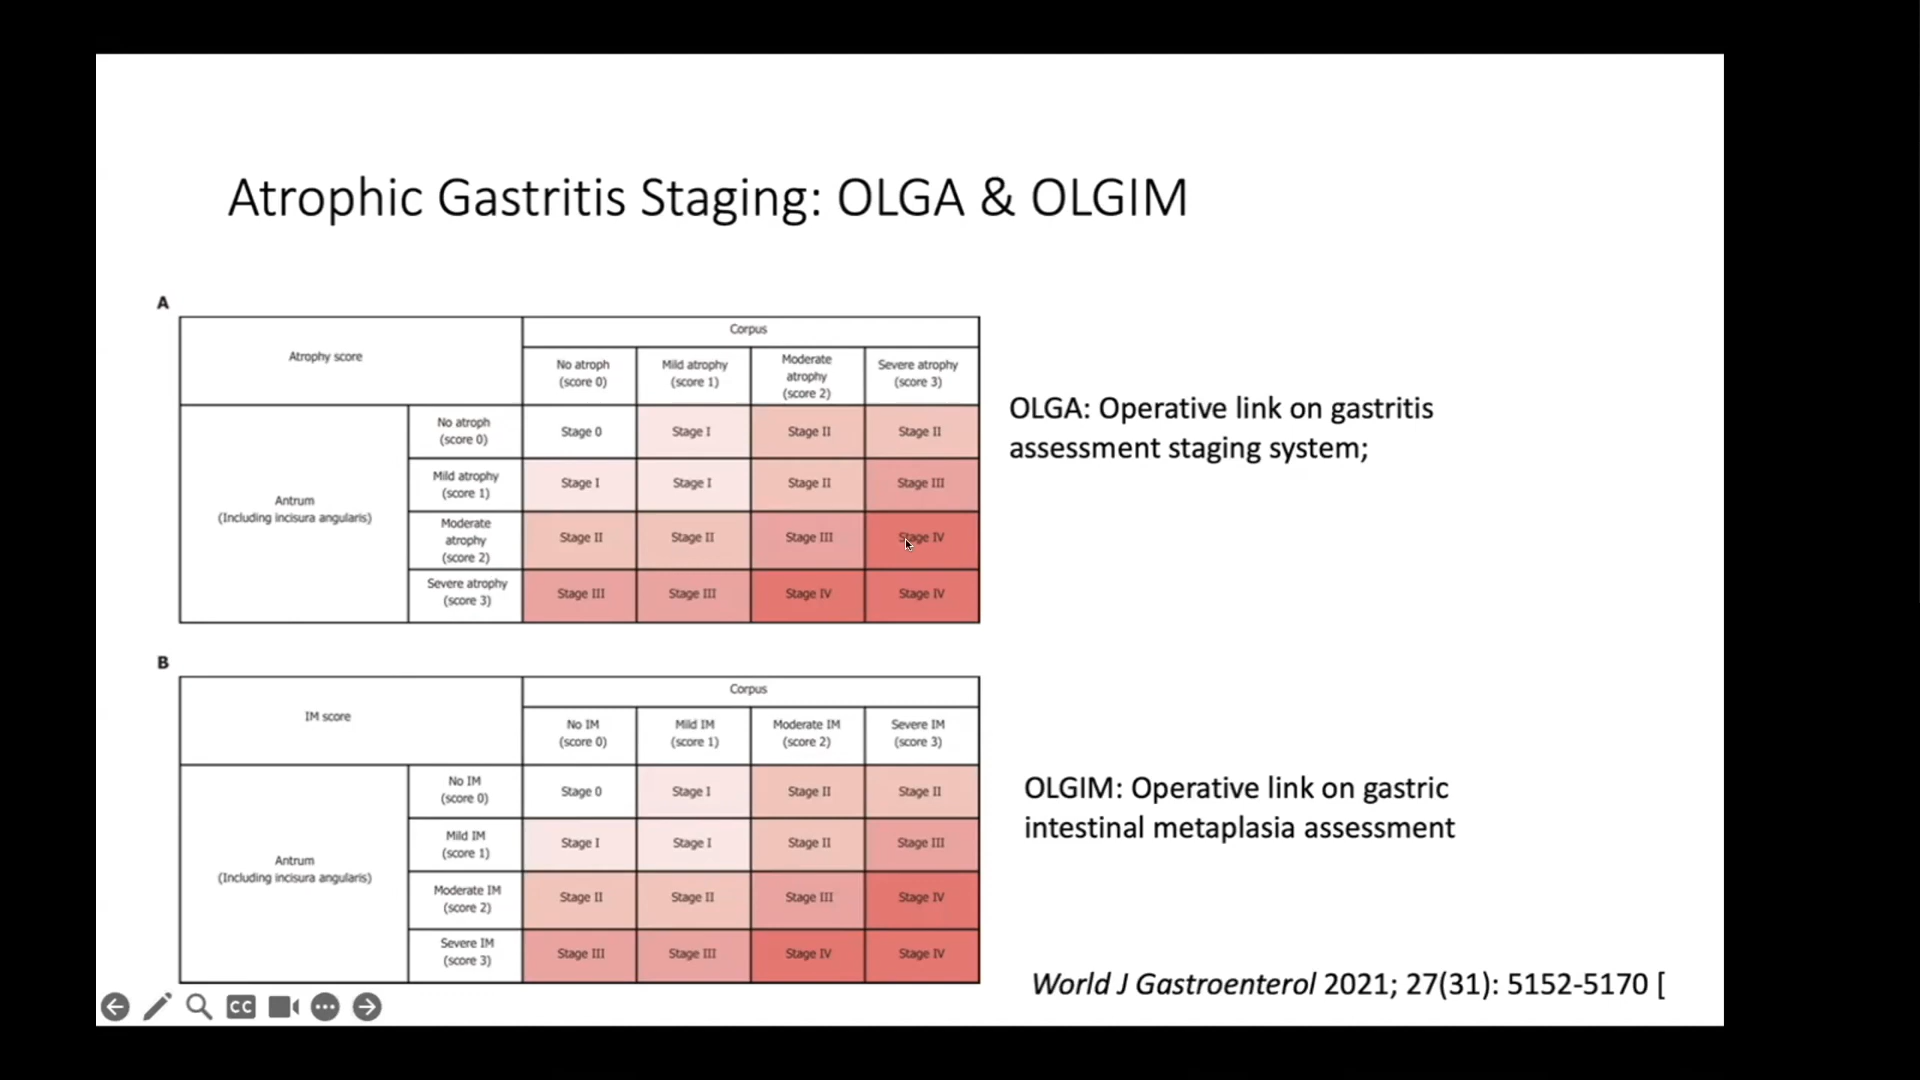 Atrophic Gastritis Staging: OLGA & OLGIM
A
Atrophy score
Corpus
No atroph
(score 0)
Mild atrophy
(score 1)
Moderate
atrophy
(score 2)
Severe atrophy
(score 3)
Antrum
(Including incisura angularis)
No atroph
(score 0)
Stage 0
Stage I
Stage II
Stage II
Mild atrophy
(score 1)
Stage I
Stage I
Stage II
Stage III
Moderate
atrophy
(score 2)
Stage II
Stage II
Stage III
Stage IV
Severe atrophy
(score 3)
Stage III
Stage III
Stage IV
Stage IV
OLGA: Operative link on gastritis
assessment staging system;
B
IM score
Corpus
No IM
(score 0)
Mild IM
(score 1)
Moderate IM
(score 2)
Severe IM
(score 3)
Antrum
(Including incisura angularis)
No IM
(score 0)
Stage 0
Stage I
Stage II
Stage II
Mild IM
(score 1)
Stage I
Stage I
Stage II
Stage III
Moderate IM
(score 2)
Stage II
Stage II
Stage III
Stage IV
Severe IM
(score 3)
Stage III
Stage III
Stage IV
Stage IV
OLGIM: Operative link on gastric
intestinal metaplasia assessment
World J Gastroenterol 2021; 27(31): 5152-5170 [
CC